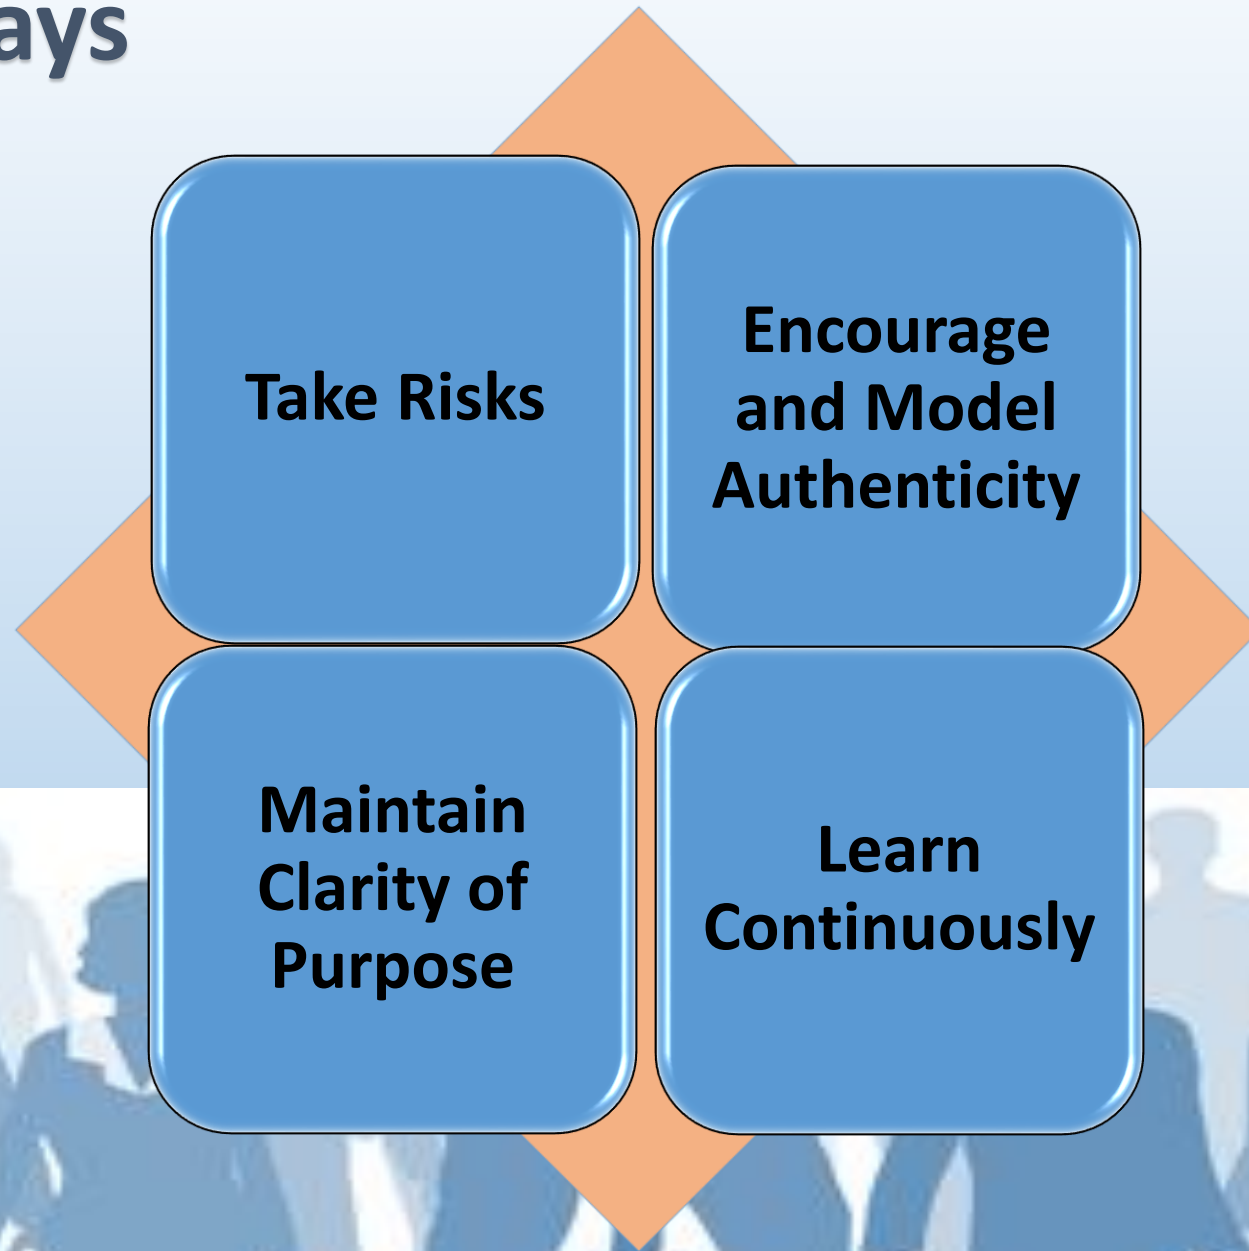 ays
Take Risks
Encourage
and Model
Authenticity
Maintain
Clarity of
Purpose
Learn
Continuously